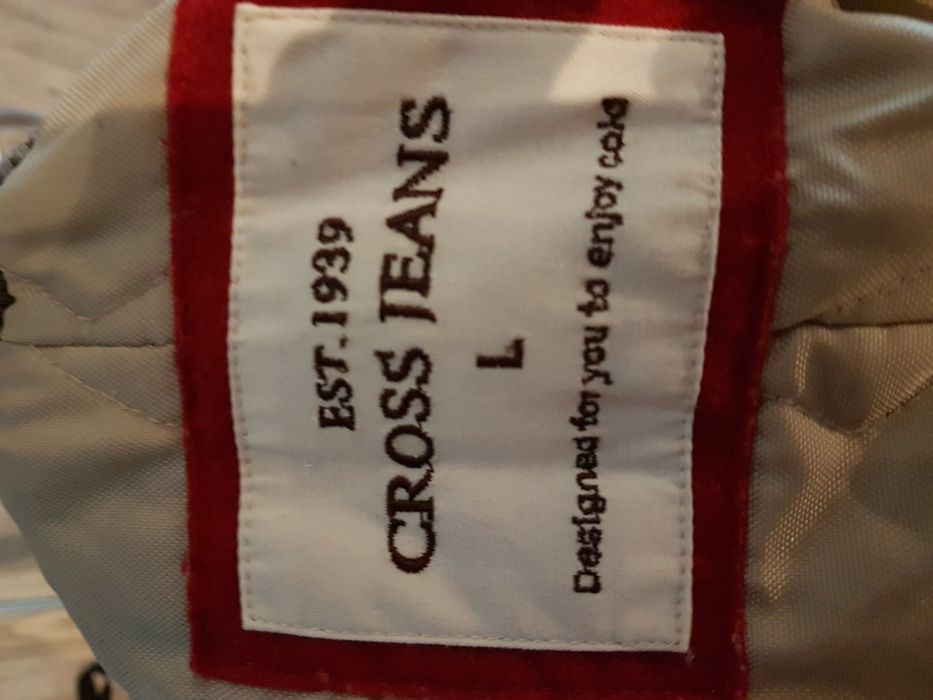 EST.1939
CROSS JEANS
L
Designed for you to enjoy cold